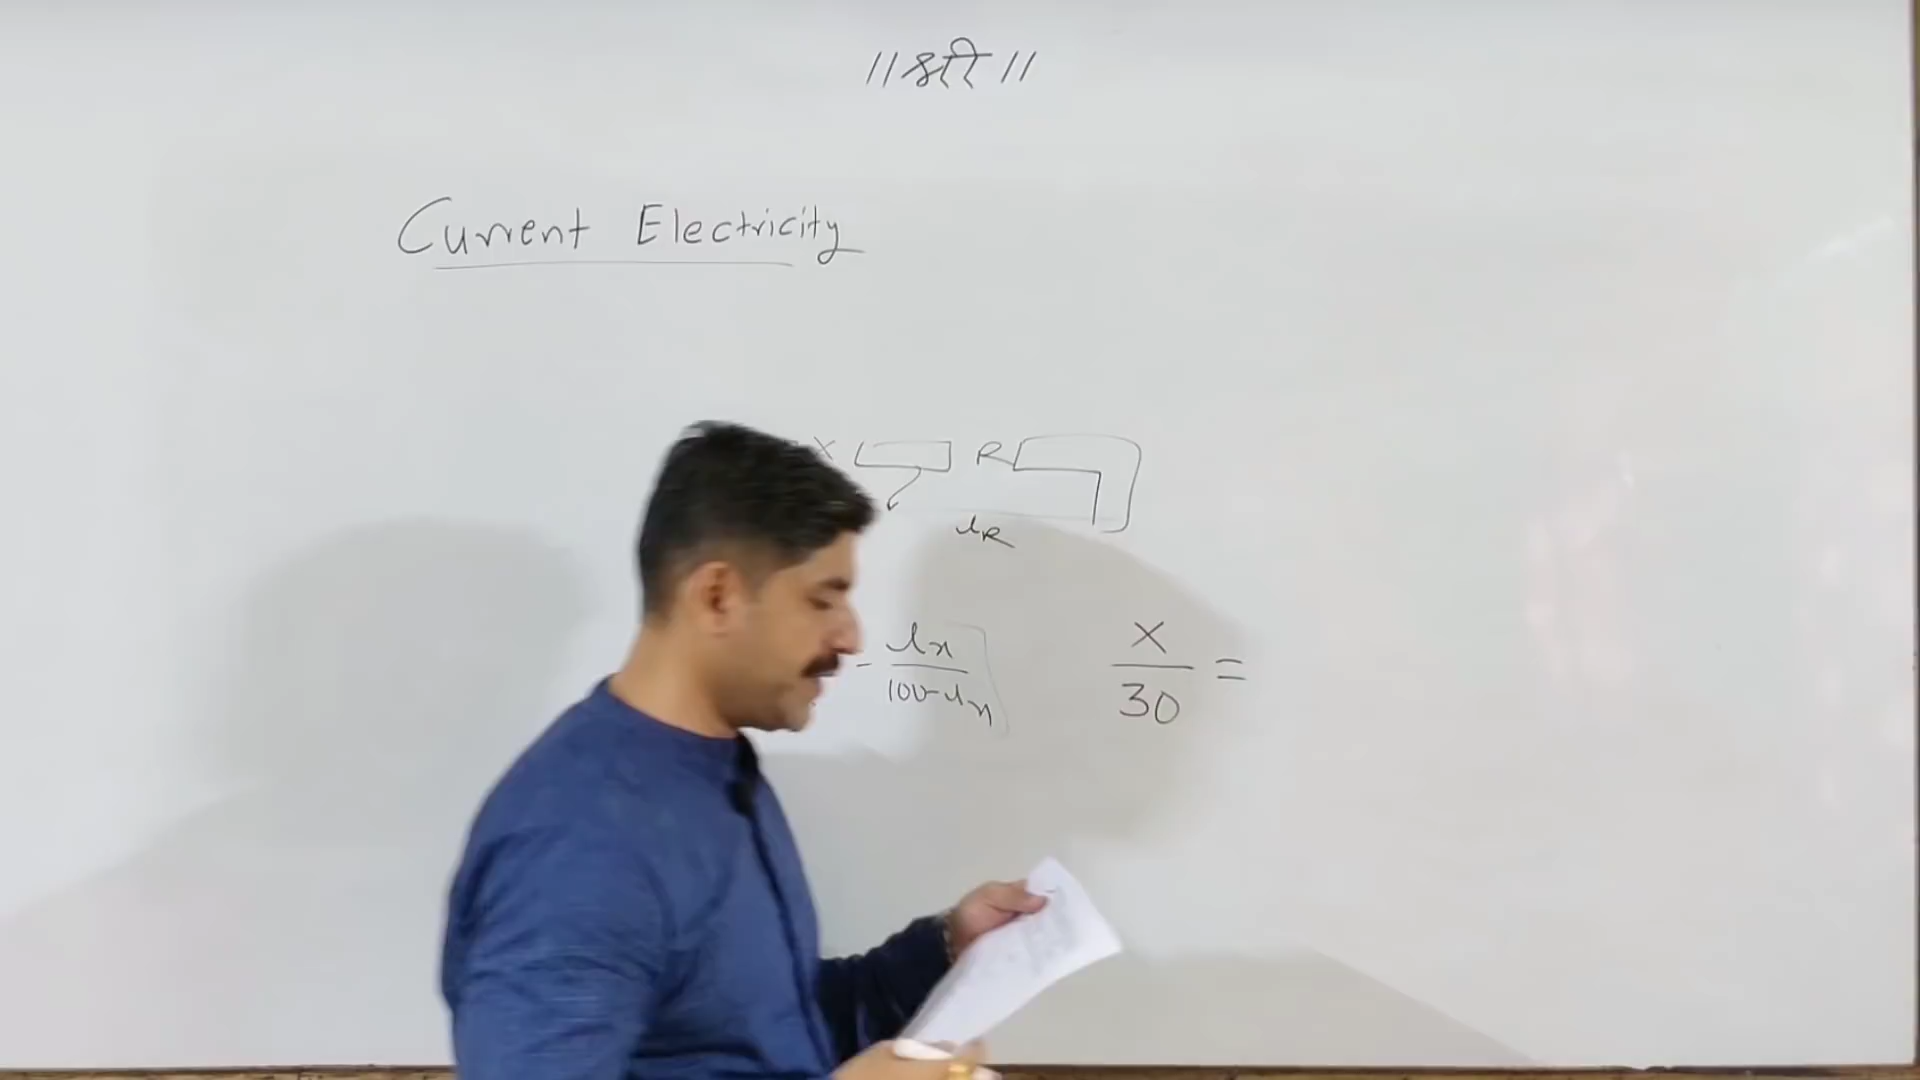 ॥ श्री ॥
Current Electricity
X R
lR
lx
100-lx
X
30 =